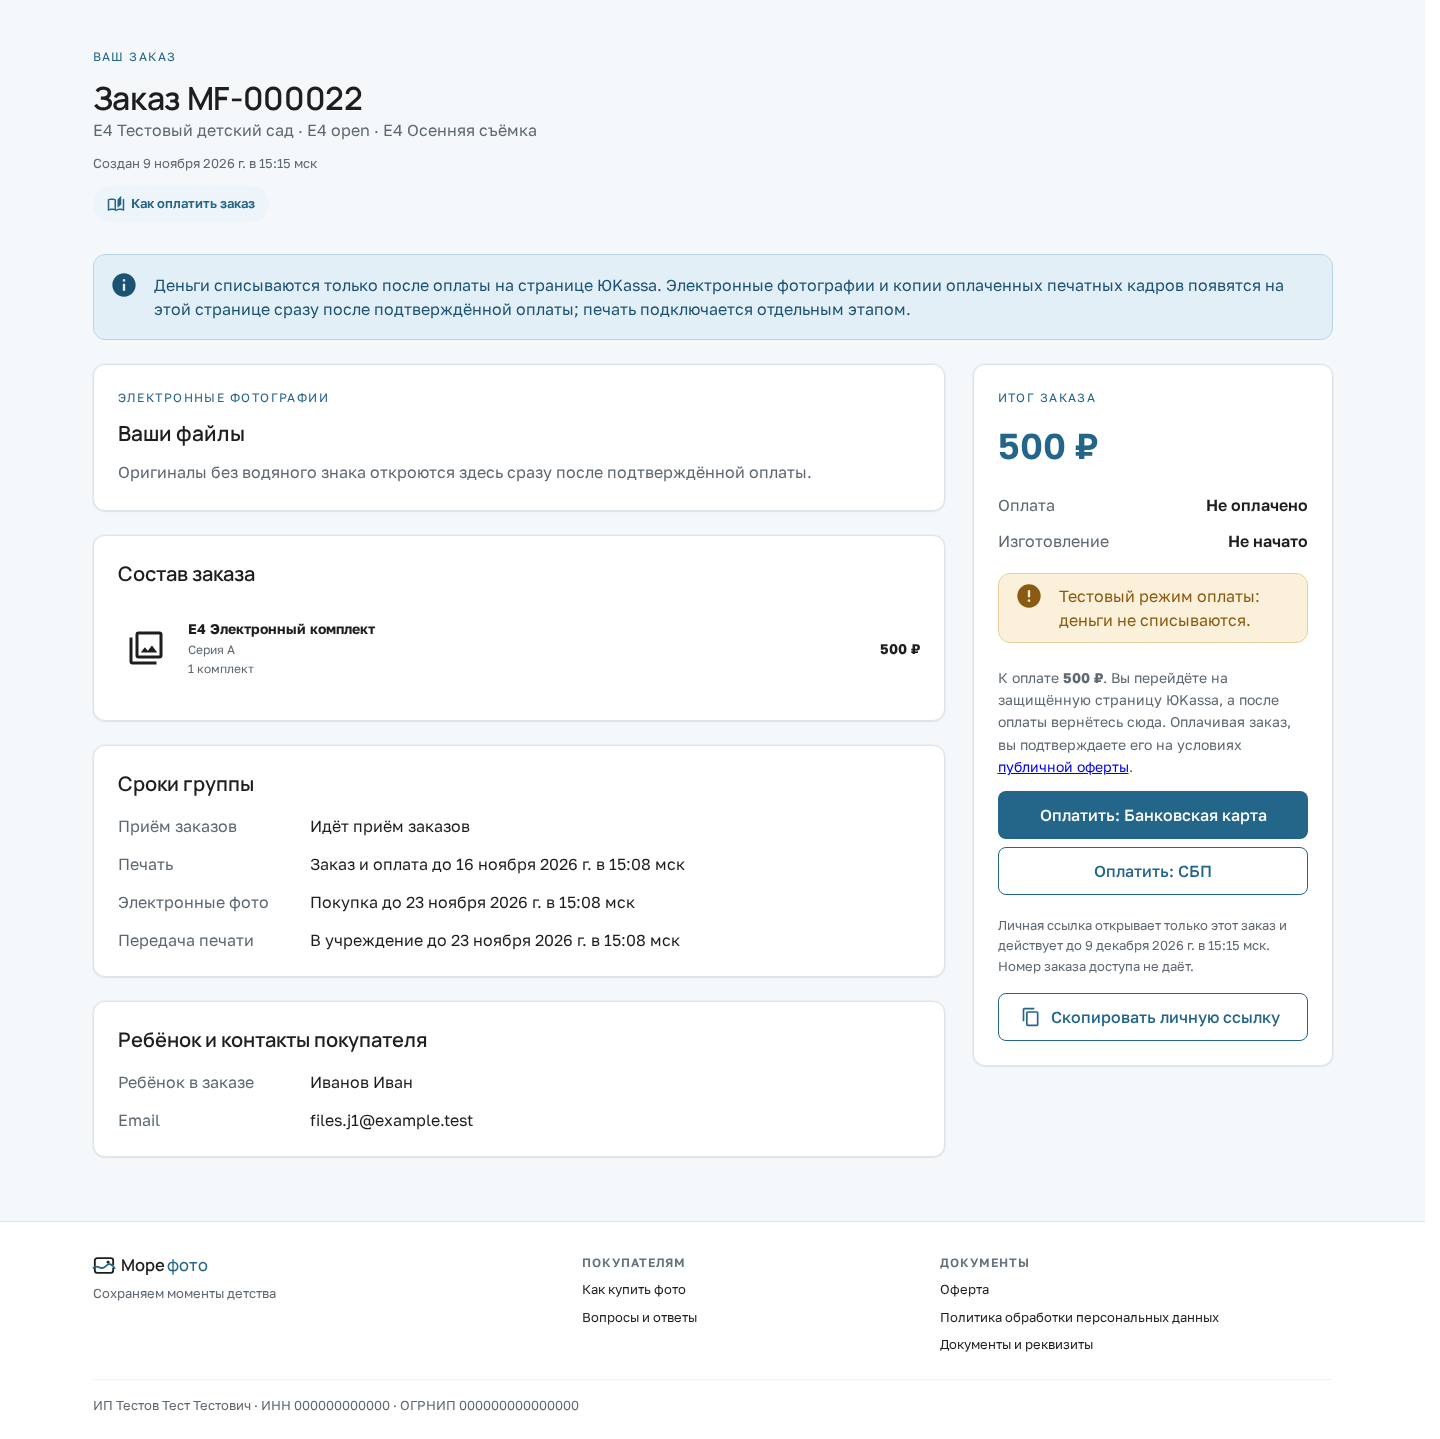 ВАШ ЗАКАЗ
Заказ MF-000022
Е4 Тестовый детский сад · Е4 open · Е4 Осенняя съёмка
Создан 9 ноября 2026 г. в 15:15 мск
Как оплатить заказ
Деньги списываются только после оплаты на странице ЮKassa. Электронные фотографии и копии оплаченных печатных кадров появятся на
этой странице сразу после подтверждённой оплаты; печать подключается отдельным этапом.
ЭЛЕКТРОННЫЕ ФОТОГРАФИИ
Ваши файлы
Оригиналы без водяного знака откроются здесь сразу после подтверждённой оплаты.
Состав заказа
Е4 Электронный комплект
Серия А
1 комплект
500 ₽
Сроки группы
Приём заказов Идёт приём заказов
Печать Заказ и оплата до 16 ноября 2026 г. в 15:08 мск
Электронные фото Покупка до 23 ноября 2026 г. в 15:08 мск
Передача печати В учреждение до 23 ноября 2026 г. в 15:08 мск
Ребёнок и контакты покупателя
Ребёнок в заказе Иванов Иван
Email files.j1@example.test
ИТОГ ЗАКАЗА
500 ₽
Оплата Не оплачено
Изготовление Не начато
Тестовый режим оплаты:
деньги не списываются.
К оплате 500 ₽. Вы перейдёте на
защищённую страницу ЮKassa, а после
оплаты вернётесь сюда. Оплачивая заказ,
вы подтверждаете его на условиях
публичной оферты.
Оплатить: Банковская карта
Оплатить: СБП
Личная ссылка открывает только этот заказ и
действует до 9 декабря 2026 г. в 15:15 мск.
Номер заказа доступа не даёт.
Скопировать личную ссылку
Море фото
Сохраняем моменты детства
ПОКУПАТЕЛЯМ
Как купить фото
Вопросы и ответы
ДОКУМЕНТЫ
Оферта
Политика обработки персональных данных
Документы и реквизиты
ИП Тестов Тест Тестович · ИНН 000000000000 · ОГРНИП 000000000000000